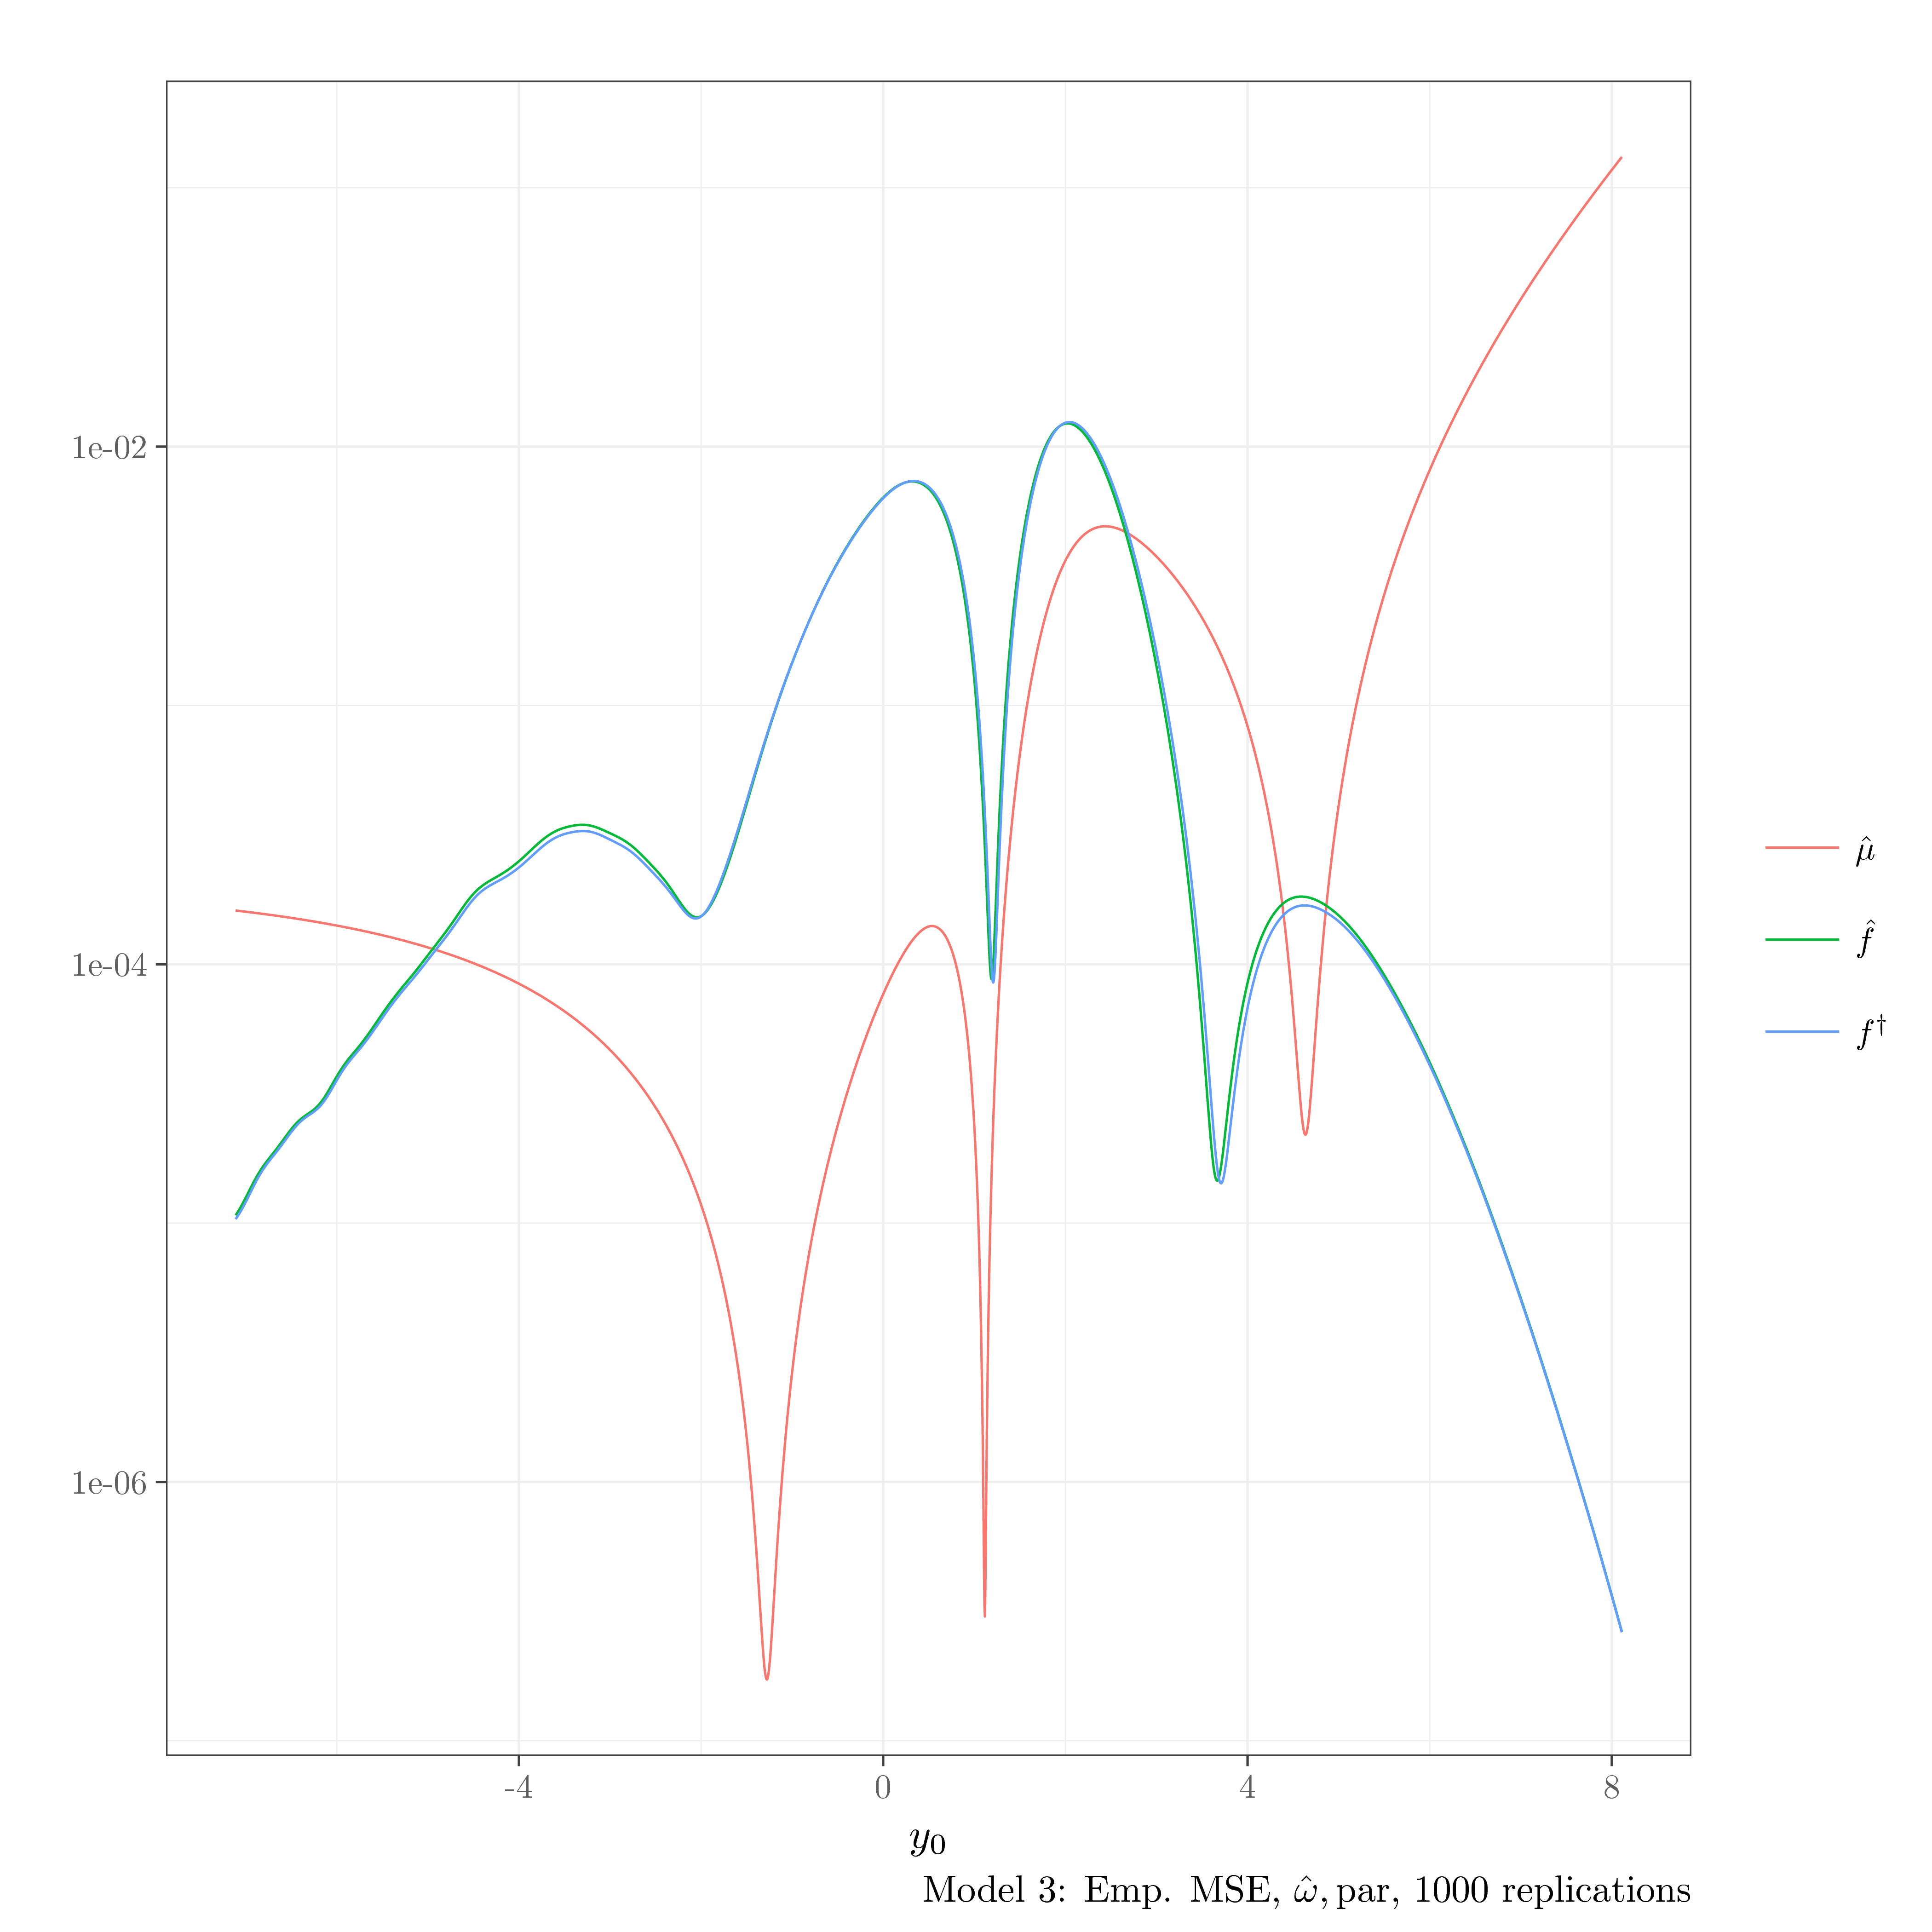 1e-02
1e-04
1e-06
-4 0 4 8
y₀
μ̂
f̂
f†
Model 3: Emp. MSE, ω̂, par, 1000 replications